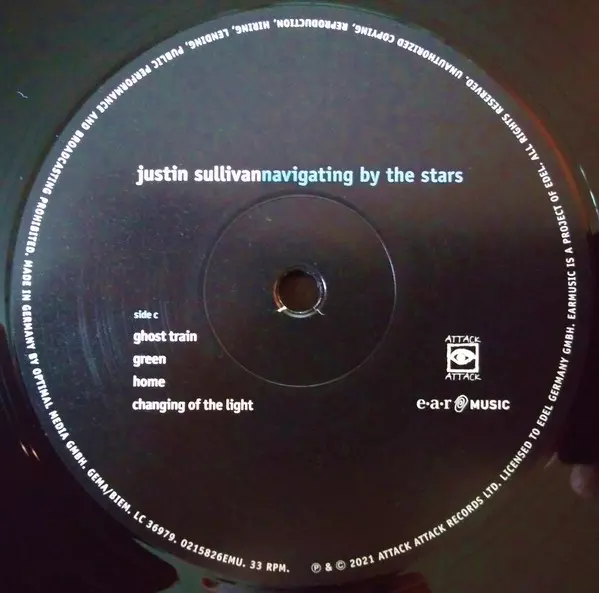 justin sullivannavigating by the stars
side c
ghost train
green
home
changing of the light
ATTACK
ATTACK
e·a·r MUSIC
MADE IN GERMANY BY OPTIMAL MEDIA GMBH. GEMA/BIEM. LC 36979. 0215826EMU. 33 RPM.
℗ & © 2021 ATTACK ATTACK RECORDS LTD. LICENSED TO EDEL GERMANY GMBH. EARMUSIC IS A PROJECT OF EDEL. ALL RIGHTS RESERVED. UNAUTHORIZED COPYING, REPRODUCTION, HIRING, LENDING, PUBLIC PERFORMANCE AND BROADCASTING PROHIBITED.